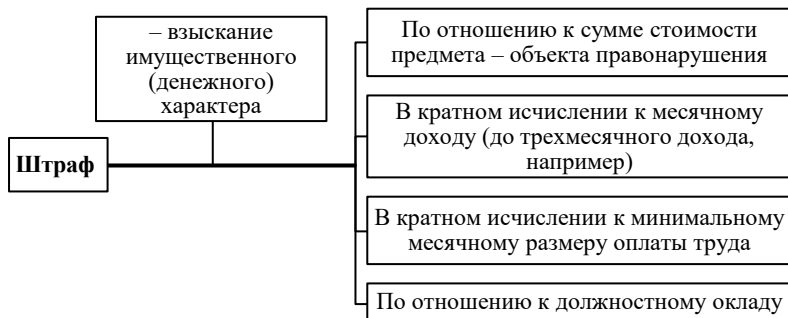 – взыскание
имущественного
(денежного)
характера
Штраф
По отношению к сумме стоимости
предмета – объекта правонарушения
В кратном исчислении к месячному
доходу (до трехмесячного дохода,
например)
В кратном исчислении к минимальному
месячному размеру оплаты труда
По отношению к должностному окладу